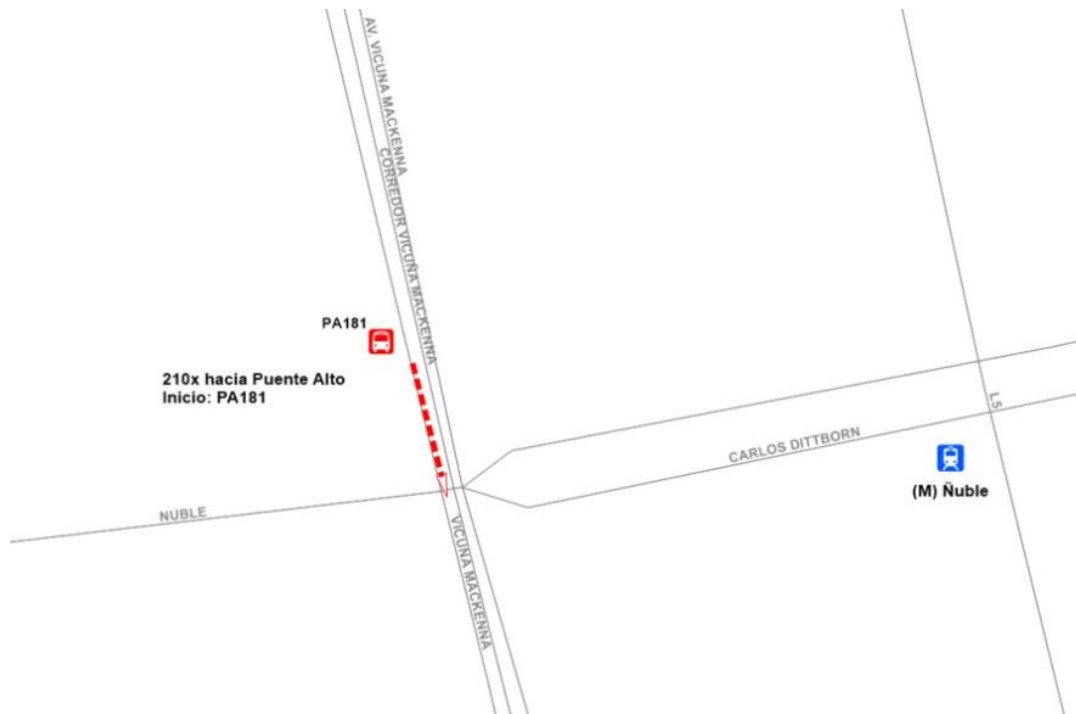 AV. VICUNA MACKENNA
CORREDOR VICUÑA MACKENNA
PA181
210x hacia Puente Alto
Inicio: PA181
L5
CARLOS DITTBORN
(M) Ñuble
NUBLE
VICUNA MACKENNA